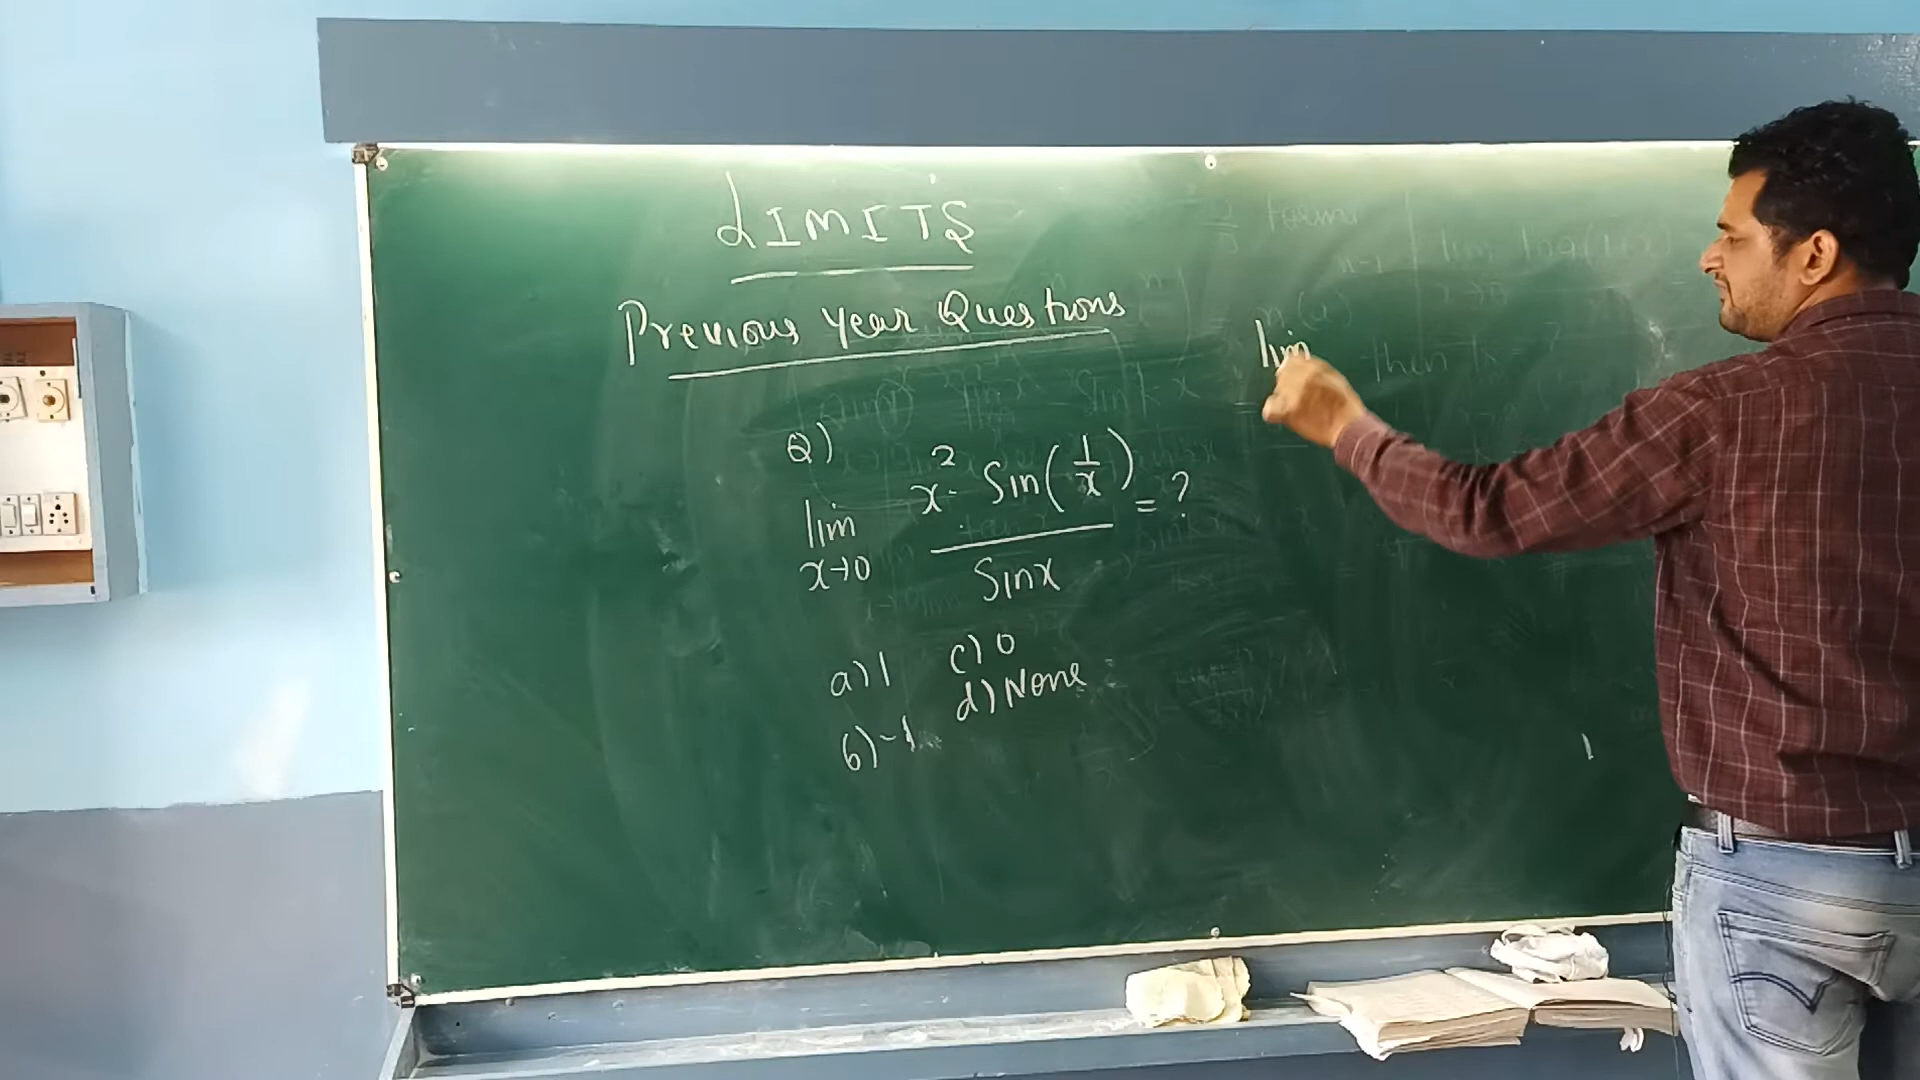 LIMITS
Previous Year Questions
Q)
lim x→0 x² Sin(1/x) / Sinx = ?
a) 1 c) 0
b) -1 d) None
lim